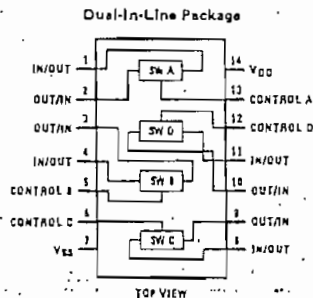 Dual-In-Line Package
IN/OUT 1 14 VDD
SW A
OUT/IN 2 13 CONTROL A
OUT/IN 3 12 CONTROL D
SW D
IN/OUT 4 11 IN/OUT
CONTROL B 5 SW B 10 OUT/IN
CONTROL C 6 9 OUT/IN
VSS 7 SW C 8 IN/OUT
TOP VIEW